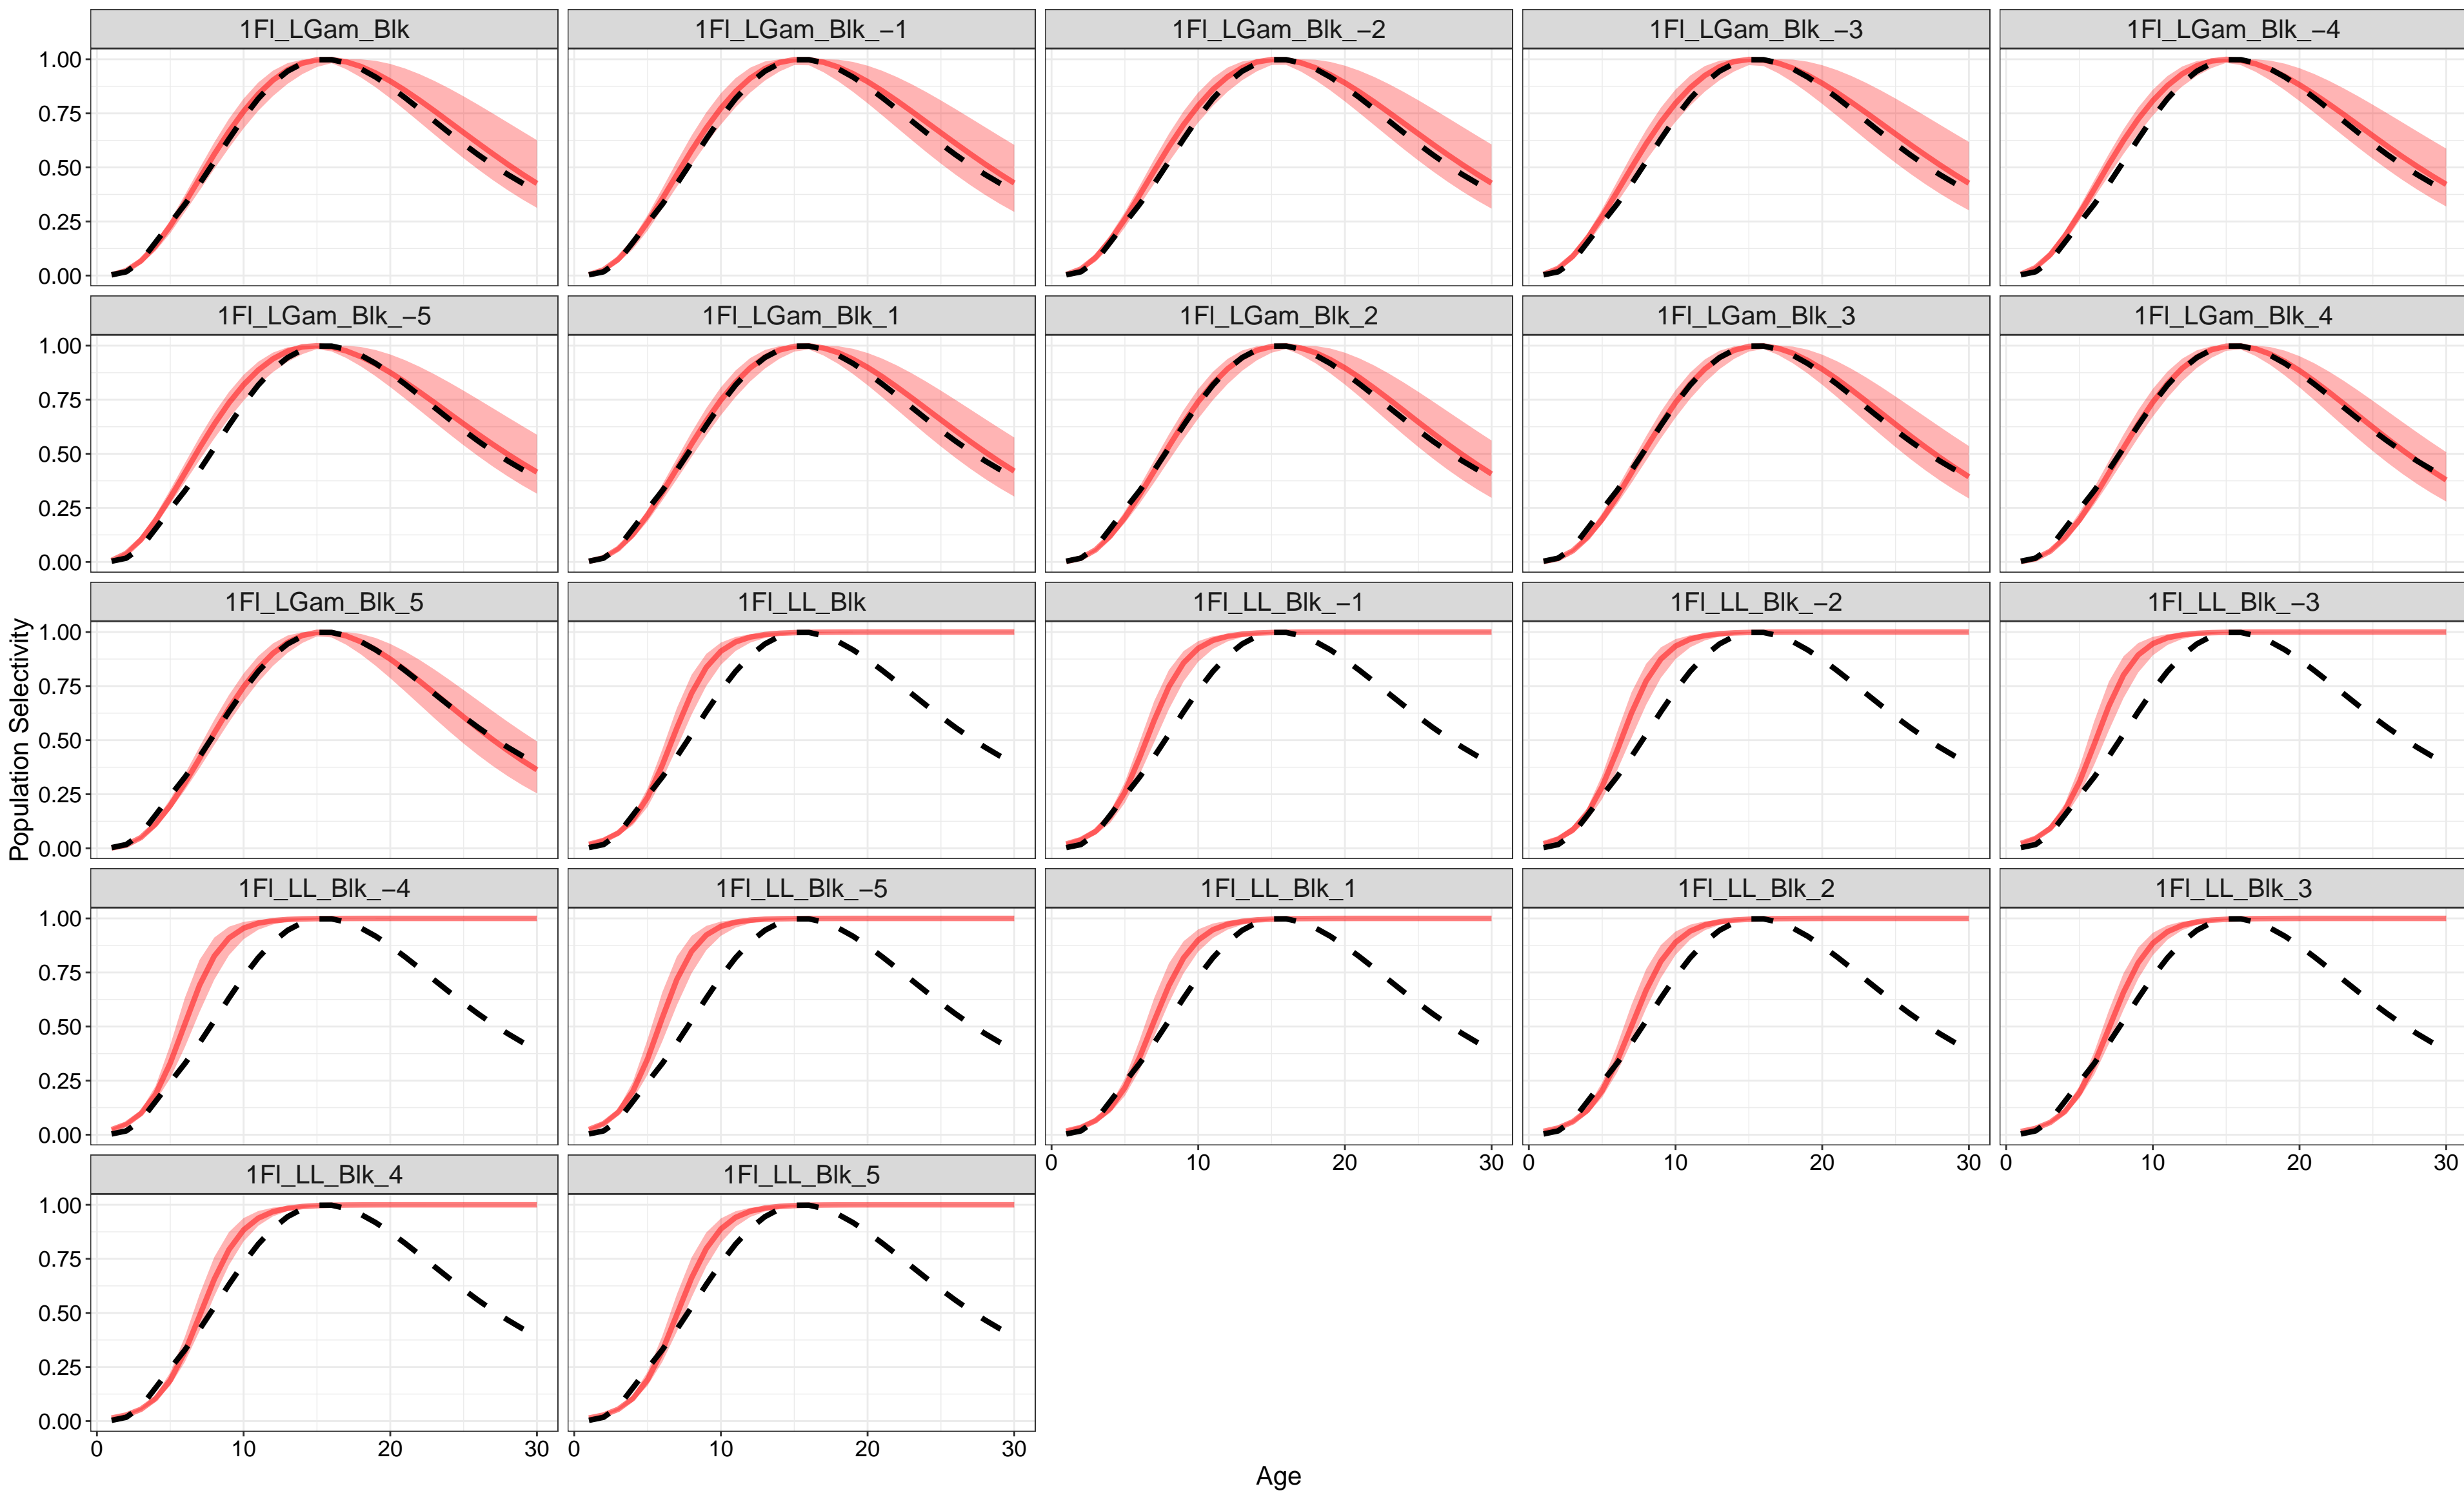 1Fl_LGam_Blk 1Fl_LGam_Blk_−1 1Fl_LGam_Blk_−2 1Fl_LGam_Blk_−3 1Fl_LGam_Blk_−4
1.00
0.75
0.50
0.25
0.00
1Fl_LGam_Blk_−5 1Fl_LGam_Blk_1 1Fl_LGam_Blk_2 1Fl_LGam_Blk_3 1Fl_LGam_Blk_4
1.00
0.75
0.50
0.25
0.00
1Fl_LGam_Blk_5 1Fl_LL_Blk 1Fl_LL_Blk_−1 1Fl_LL_Blk_−2 1Fl_LL_Blk_−3
1.00
0.75
0.50
0.25
0.00
Population Selectivity
1Fl_LL_Blk_−4 1Fl_LL_Blk_−5 1Fl_LL_Blk_1 1Fl_LL_Blk_2 1Fl_LL_Blk_3
1.00
0.75
0.50
0.25
0.00
0 10 20 30 0 10 20 30 0 10 20 30
1Fl_LL_Blk_4 1Fl_LL_Blk_5
1.00
0.75
0.50
0.25
0.00
0 10 20 30 0 10 20 30
Age